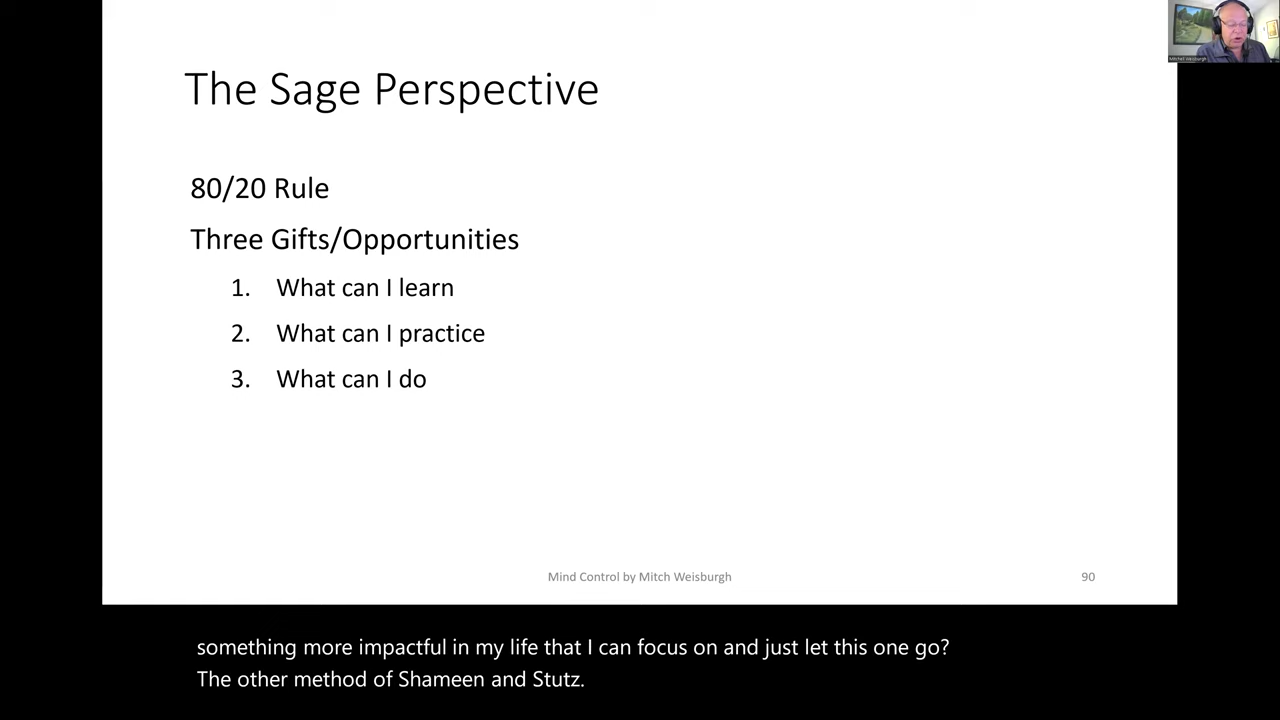 The Sage Perspective
80/20 Rule
Three Gifts/Opportunities
1. What can I learn
2. What can I practice
3. What can I do
Mind Control by Mitch Weisburgh
90
something more impactful in my life that I can focus on and just let this one go?
The other method of Shameen and Stutz.
Mitchell Weisburgh